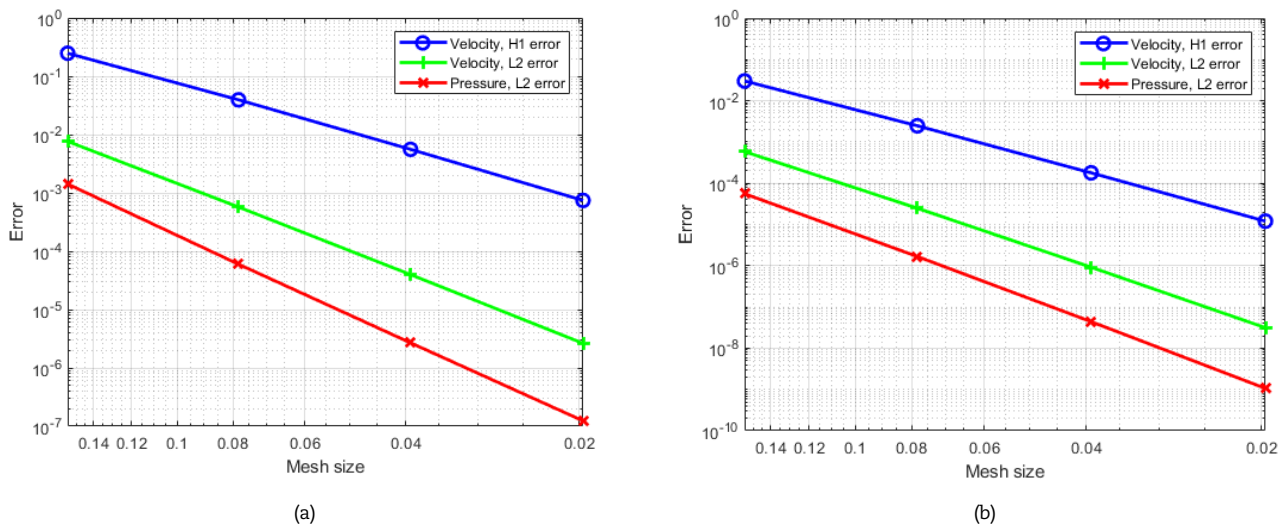 10^0
10^-1
10^-2
10^-3
10^-4
10^-5
10^-6
10^-7
Error
Velocity, H1 error
Velocity, L2 error
Pressure, L2 error
0.14 0.12 0.1 0.08 0.06 0.04 0.02
Mesh size
(a)
10^0
10^-2
10^-4
10^-6
10^-8
10^-10
Error
Velocity, H1 error
Velocity, L2 error
Pressure, L2 error
0.14 0.12 0.1 0.08 0.06 0.04 0.02
Mesh size
(b)